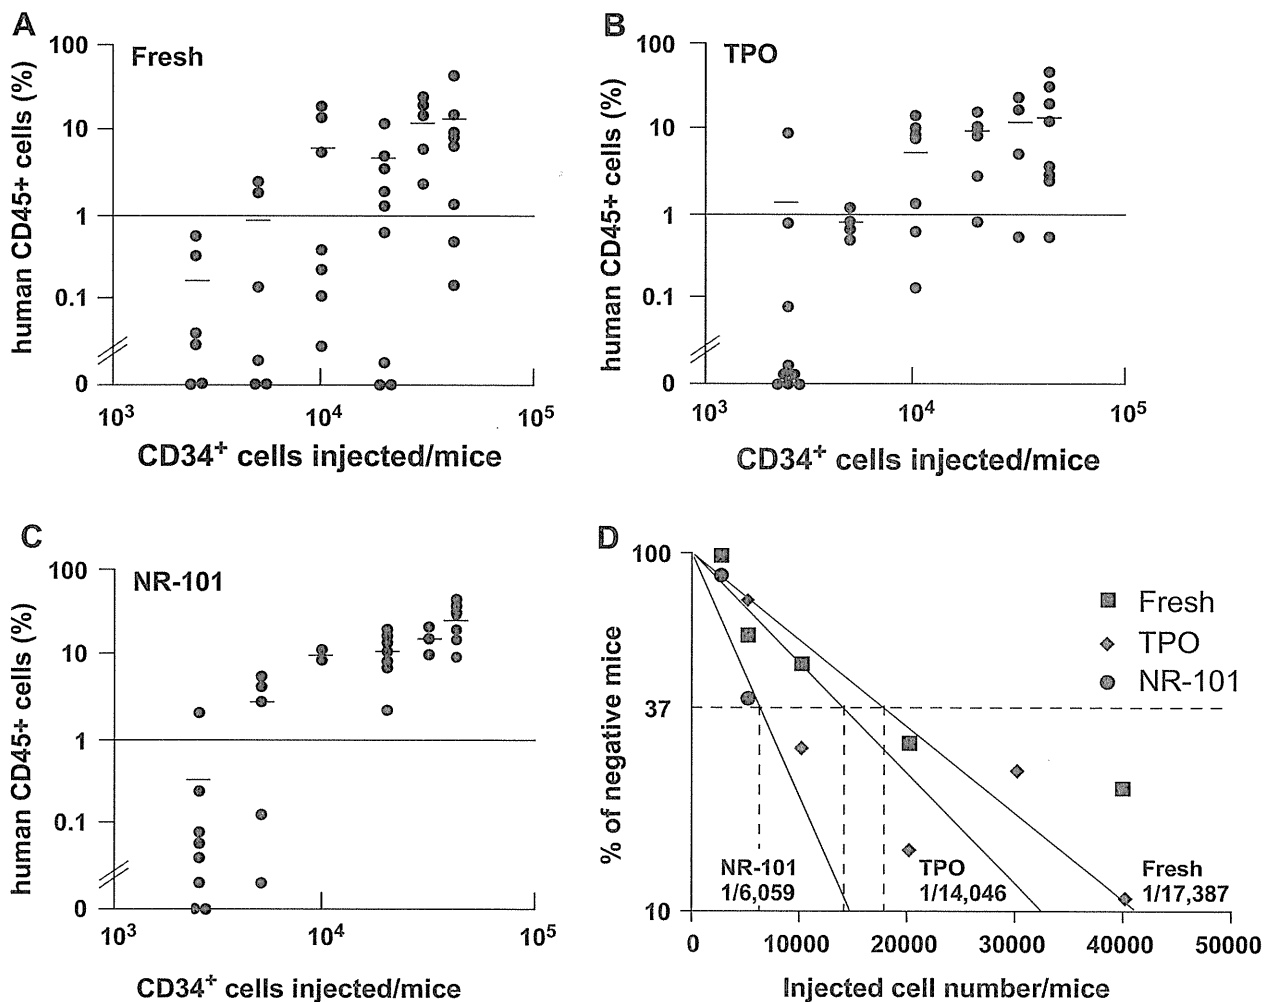 A
Fresh
human CD45+ cells (%)
100
10
1
0.1
0
10³
10⁴
10⁵
CD34⁺ cells injected/mice
B
TPO
human CD45+ cells (%)
100
10
1
0.1
0
10³
10⁴
10⁵
CD34⁺ cells injected/mice
C
NR-101
human CD45+ cells (%)
100
10
1
0.1
0
10³
10⁴
10⁵
CD34⁺ cells injected/mice
D
% of negative mice
100
37
10
Fresh
TPO
NR-101
NR-101
1/6,059
TPO
1/14,046
Fresh
1/17,387
0
10000
20000
30000
40000
50000
Injected cell number/mice